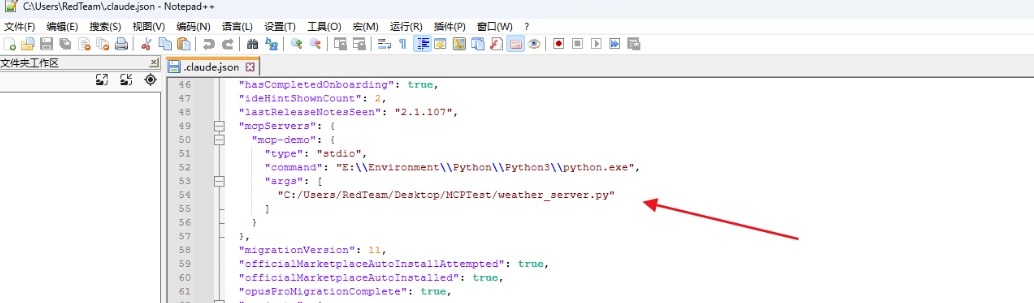 C:\Users\RedTeam\.claude.json - Notepad++
文件(F) 编辑(E) 搜索(S) 视图(V) 编码(N) 语言(L) 设置(T) 工具(O) 宏(M) 运行(R) 插件(P) 窗口(W) ?
文件夹工作区
.claude.json
46 "hasCompletedOnboarding": true,
47 "ideHintShownCount": 2,
48 "lastReleaseNotesSeen": "2.1.107",
49 "mcpServers": {
50 "mcp-demo": {
51 "type": "stdio",
52 "command": "E:\\Environment\\Python\\Python3\\python.exe",
53 "args": [
54 "C:/Users/RedTeam/Desktop/MCPTest/weather_server.py"
55 ]
56 }
57 },
58 "migrationVersion": 11,
59 "officialMarketplaceAutoInstallAttempted": true,
60 "officialMarketplaceAutoInstalled": true,
61 "opusProMigrationComplete": true,